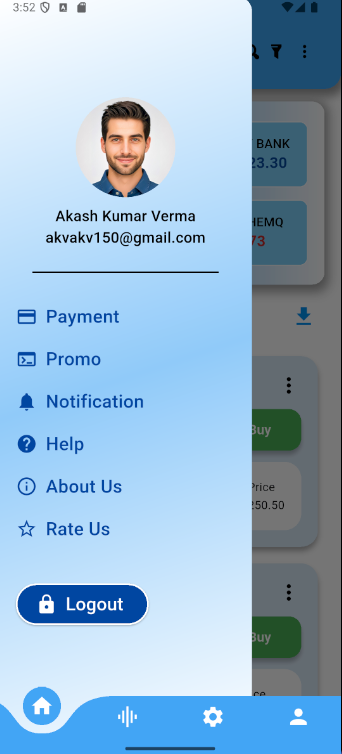 3:52
BANK
23.30
Akash Kumar Verma
akvakv150@gmail.com
HEMQ
73
Payment
Promo
Notification
Buy
Help
About Us
Price
250.50
Rate Us
Logout
Buy